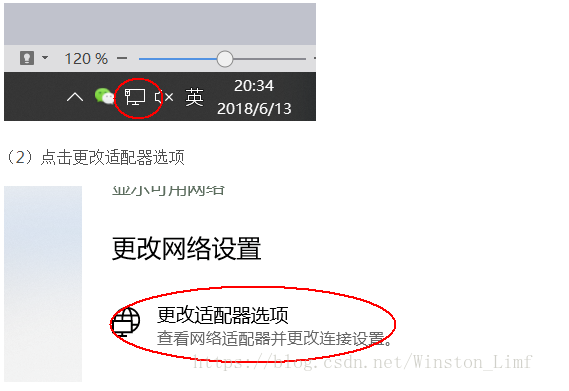 120 %
20:34
英
2018/6/13
（2）点击更改适配器选项
显示可用网络
更改网络设置
更改适配器选项
查看网络适配器并更改连接设置。
https://blog.csdn.net/Winston_Limf